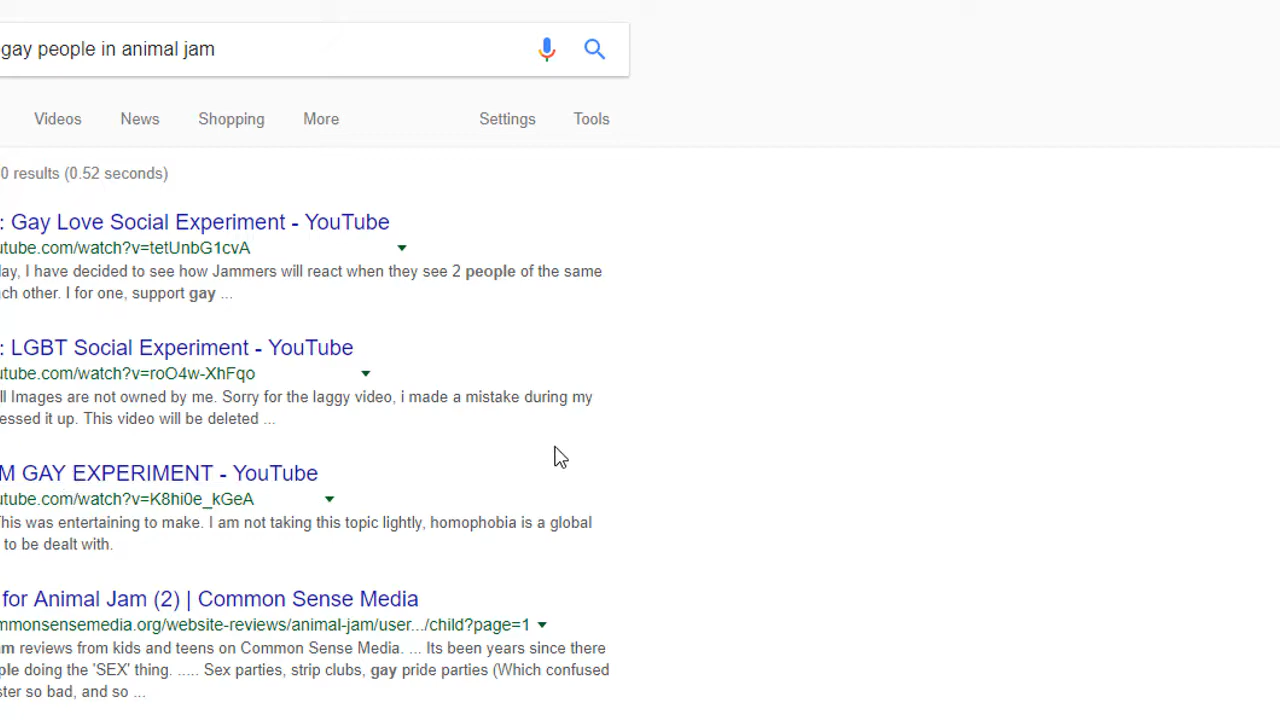 gay people in animal jam
Videos News Shopping More Settings Tools
0 results (0.52 seconds)
: Gay Love Social Experiment - YouTube
utube.com/watch?v=tetUnbG1cvA
lay, I have decided to see how Jammers will react when they see 2 people of the same
ch other. I for one, support gay ...
: LGBT Social Experiment - YouTube
utube.com/watch?v=roO4w-XhFqo
ll Images are not owned by me. Sorry for the laggy video, i made a mistake during my
essed it up. This video will be deleted ...
M GAY EXPERIMENT - YouTube
utube.com/watch?v=K8hi0e_kGeA
This was entertaining to make. I am not taking this topic lightly, homophobia is a global
to be dealt with.
for Animal Jam (2) | Common Sense Media
mmonsensemedia.org/website-reviews/animal-jam/user.../child?page=1
am reviews from kids and teens on Common Sense Media. ... Its been years since there
ple doing the 'SEX' thing. ..... Sex parties, strip clubs, gay pride parties (Which confused
ster so bad, and so ...